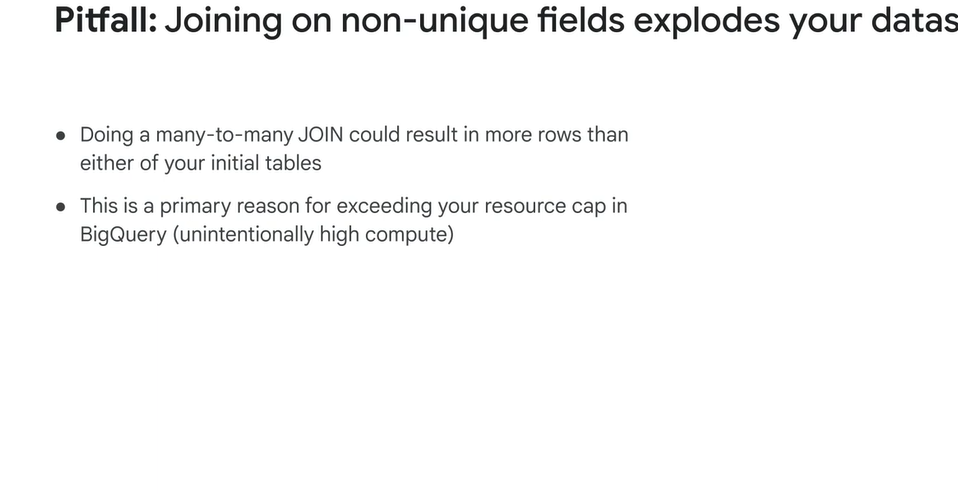 Pitfall: Joining on non-unique fields explodes your datas
● Doing a many-to-many JOIN could result in more rows than
either of your initial tables
● This is a primary reason for exceeding your resource cap in
BigQuery (unintentionally high compute)